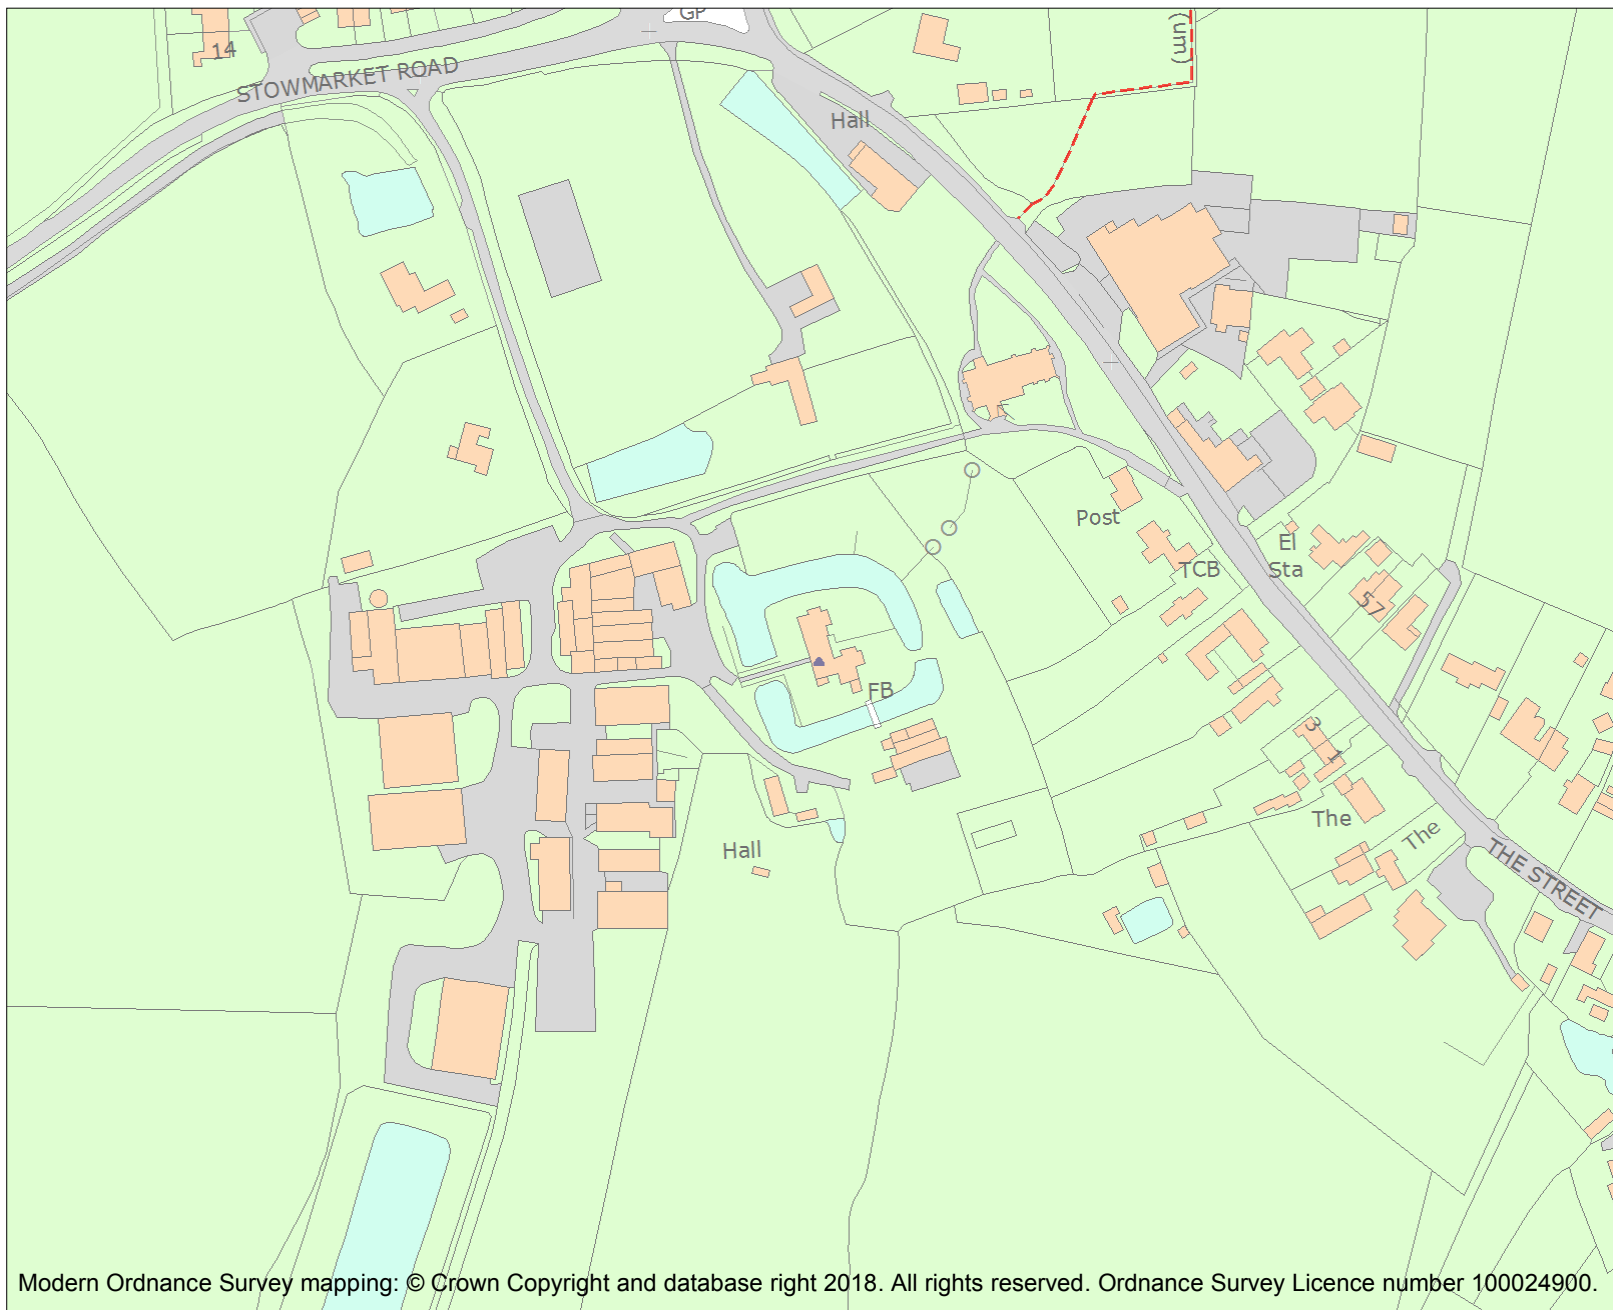 GP
(um)
14
STOWMARKET ROAD
Hall
Post
El
Sta
TCB
57
FB
3
1
The
The
Hall
THE STREET
Modern Ordnance Survey mapping: © Crown Copyright and database right 2018. All rights reserved. Ordnance Survey Licence number 100024900.